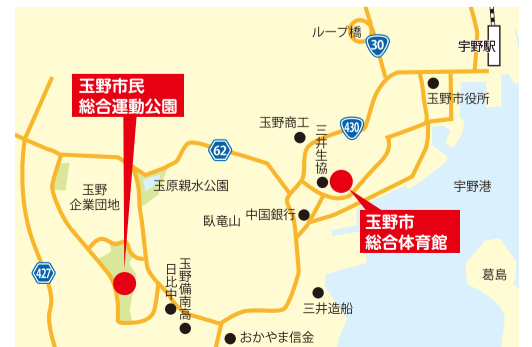 ループ橋
30
宇野駅
玉野市民
総合運動公園
玉野市役所
玉野商工
430
三井生協
62
玉野
企業団地
玉原親水公園
宇野港
臥竜山
中国銀行
玉野市
総合体育館
427
日比中
玉野備南高
葛島
三井造船
おかやま信金